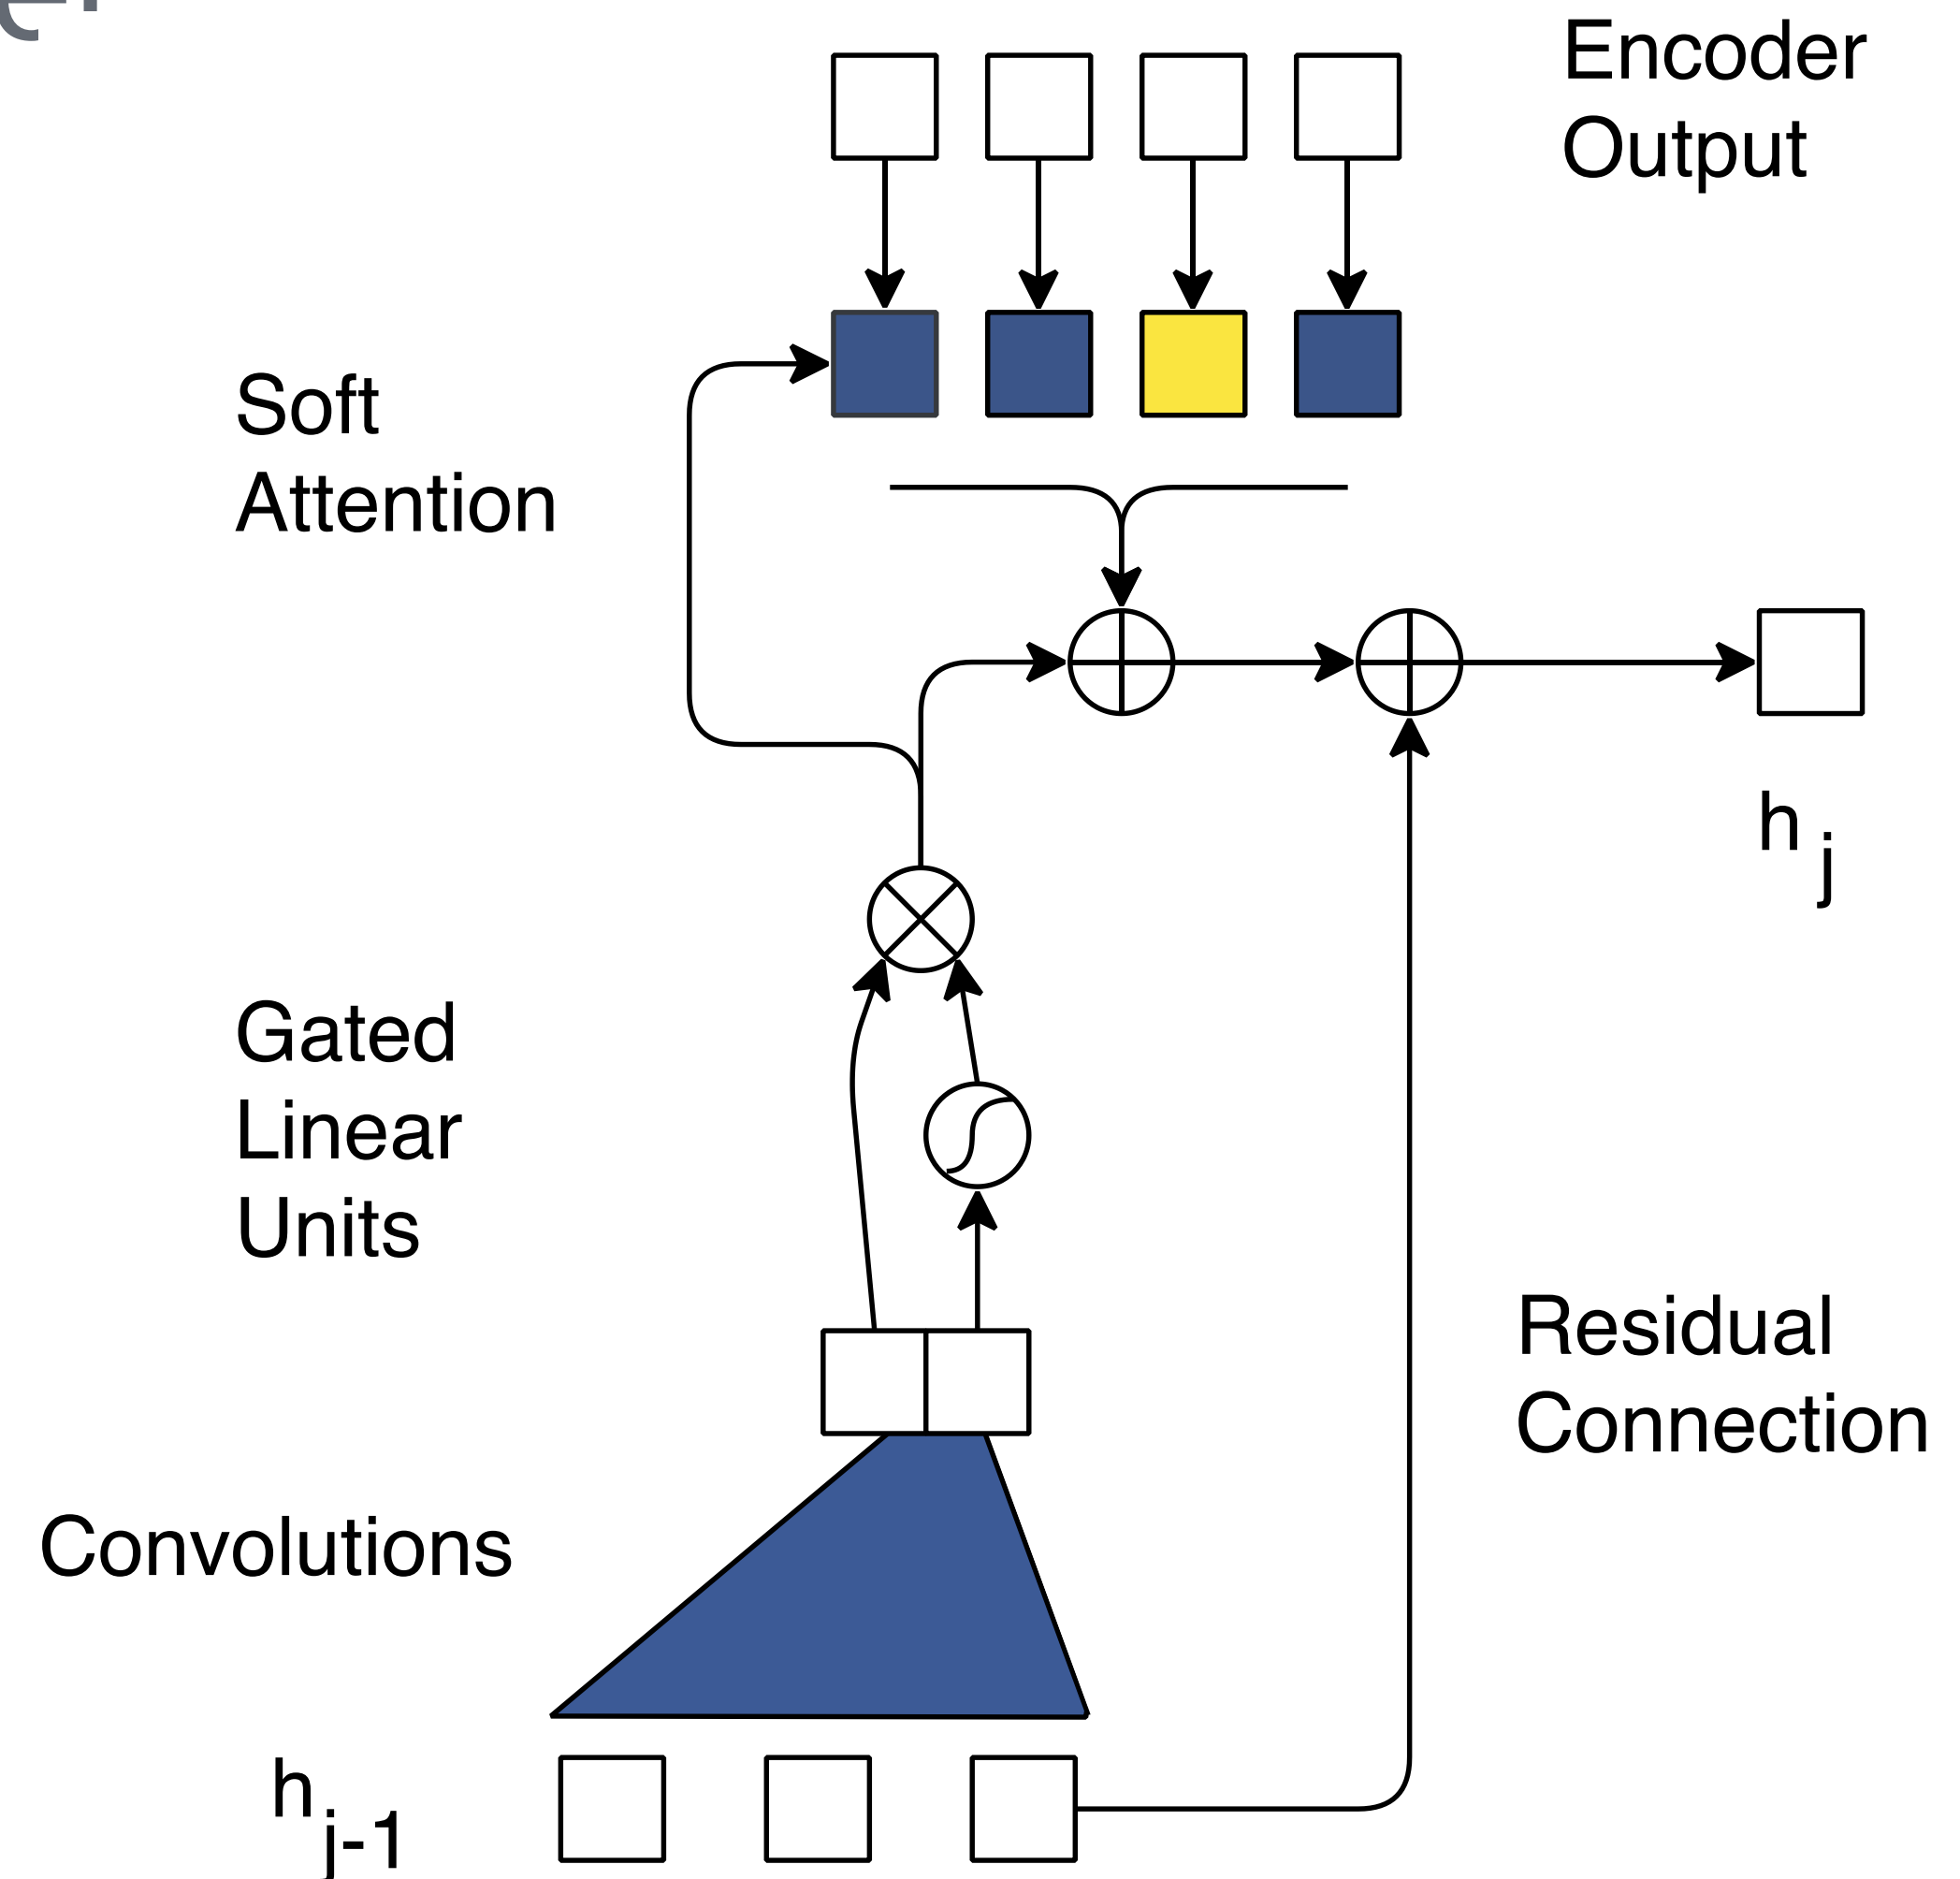 Encoder
Output
Soft
Attention
h j
Gated
Linear
Units
Residual
Connection
Convolutions
h j-1